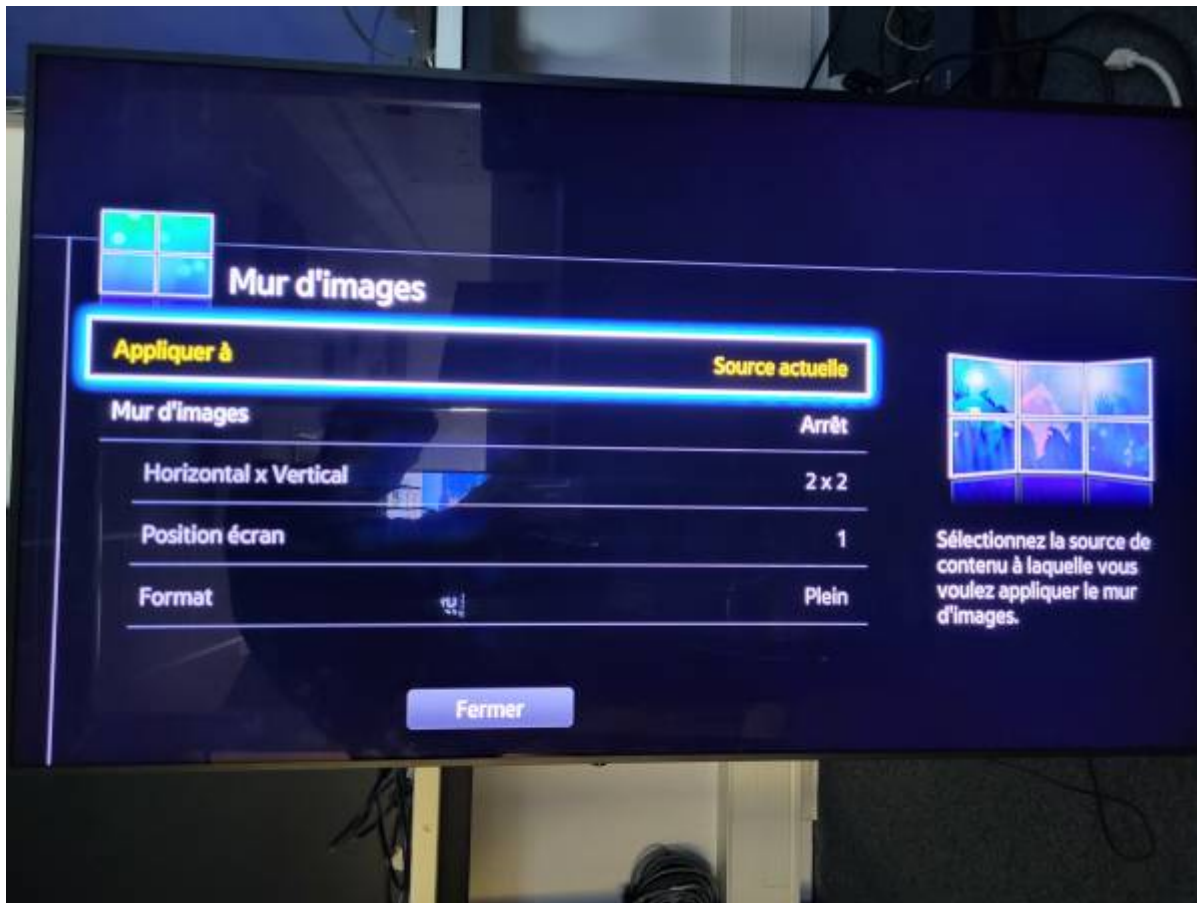 Mur d'images
Appliquer à Source actuelle
Mur d'images Arrêt
Horizontal x Vertical 2 x 2
Position écran 1
Format Plein
Sélectionnez la source de
contenu à laquelle vous
voulez appliquer le mur
d'images.
Fermer